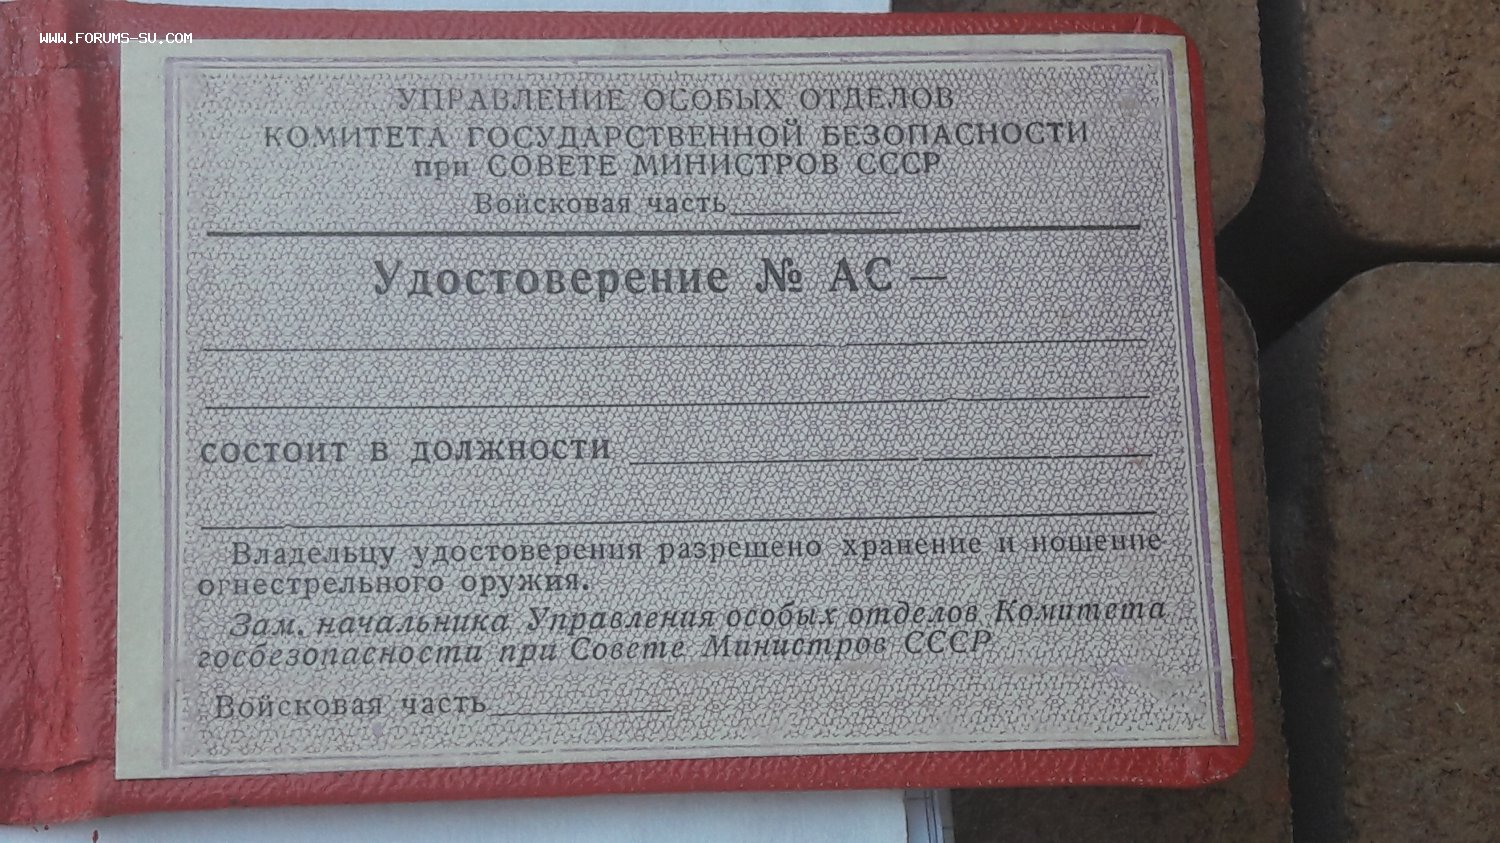 WWW.FORUMS-SU.COM
УПРАВЛЕНИЕ ОСОБЫХ ОТДЕЛОВ
КОМИТЕТА ГОСУДАРСТВЕННОЙ БЕЗОПАСНОСТИ
при СОВЕТЕ МИНИСТРОВ СССР
Войсковая часть
Удостоверение № АС —
состоит в должности
Владельцу удостоверения разрешено хранение и ношение
огнестрельного оружия.
Зам. начальника Управления особых отделов Комитета
госбезопасности при Совете Министров СССР
Войсковая часть